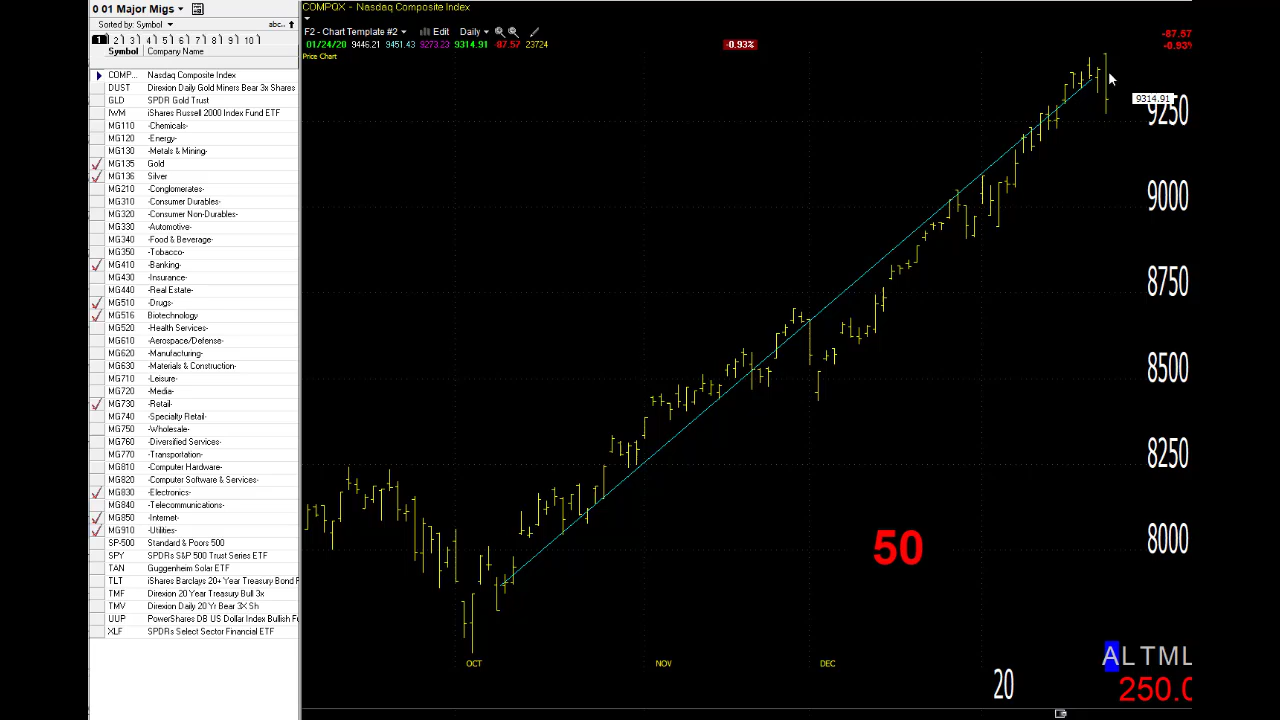 0 01 Major Migs
Sorted by: Symbol abc..
1 2 3 4 5 6 7 8 9 10
Symbol Company Name
COMP... Nasdaq Composite Index
DUST Direxion Daily Gold Miners Bear 3x Shares
GLD SPDR Gold Trust
IWM iShares Russell 2000 Index Fund ETF
MG110 -Chemicals-
MG120 -Energy-
MG130 -Metals & Mining-
MG135 Gold
MG136 Silver
MG210 -Conglomerates-
MG310 -Consumer Durables-
MG320 -Consumer Non-Durables-
MG330 -Automotive-
MG340 -Food & Beverage-
MG350 -Tobacco-
MG410 -Banking-
MG430 -Insurance-
MG440 -Real Estate-
MG510 -Drugs-
MG516 Biotechnology
MG520 -Health Services-
MG610 -Aerospace/Defense-
MG620 -Manufacturing-
MG630 -Materials & Construction-
MG710 -Leisure-
MG720 -Media-
MG730 -Retail-
MG740 -Specialty Retail-
MG750 -Wholesale-
MG760 -Diversified Services-
MG770 -Transportation-
MG810 -Computer Hardware-
MG820 -Computer Software & Services-
MG830 -Electronics-
MG840 -Telecommunications-
MG850 -Internet-
MG910 -Utilities-
SP-500 Standard & Poors 500
SPY SPDRs S&P 500 Trust Series ETF
TAN Guggenheim Solar ETF
TLT iShares Barclays 20+ Year Treasury Bond F
TMF Direxion 20 Year Treasury Bull 3x
TMV Direxion Daily 20 Yr Bear 3X Sh
UUP PowerShares DB US Dollar Index Bullish Fu
XLF SPDRs Select Sector Financial ETF
COMPQX - Nasdaq Composite Index
F2 - Chart Template #2 Edit Daily
01/24/20 9446.21 9451.43 9273.23 9314.91 -87.57 23724 -0.93%
-87.57
-0.93%
Price Chart
9314.91
9250
9000
8750
8500
8250
8000
50
OCT NOV DEC 20
ALTML
250.0